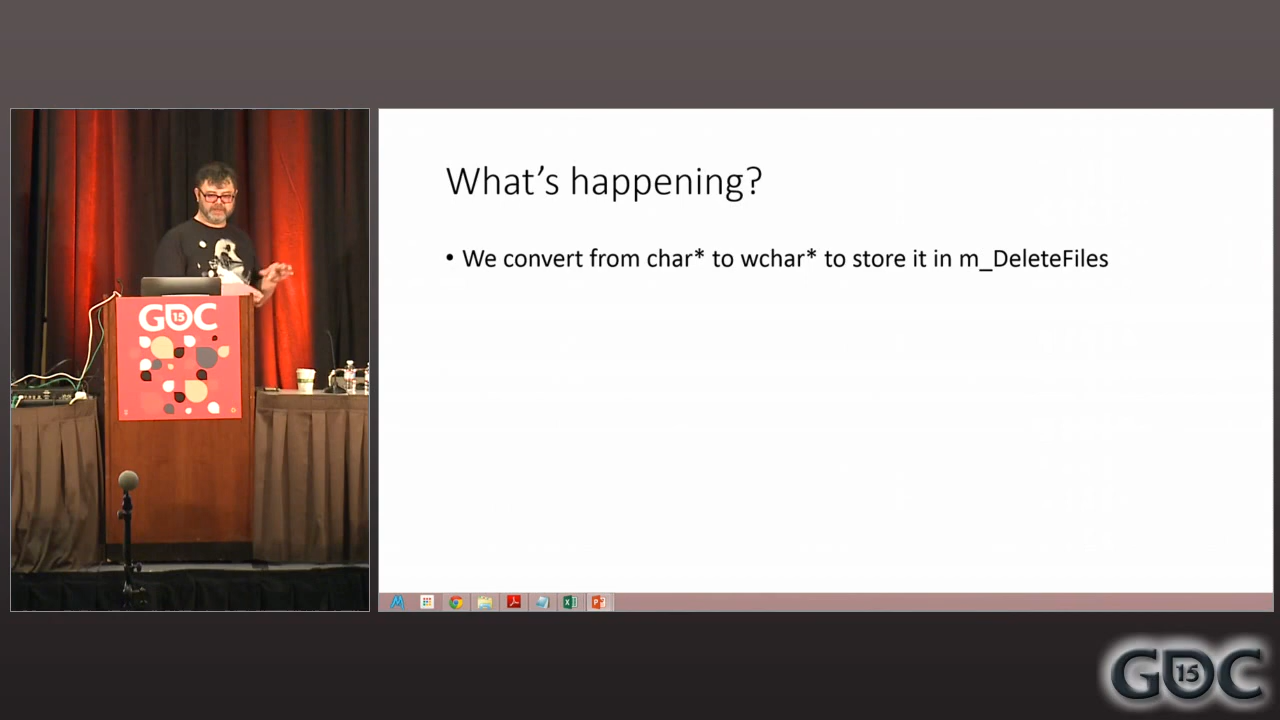 What's happening?
• We convert from char* to wchar* to store it in m_DeleteFiles
GDC
15
GDC
15